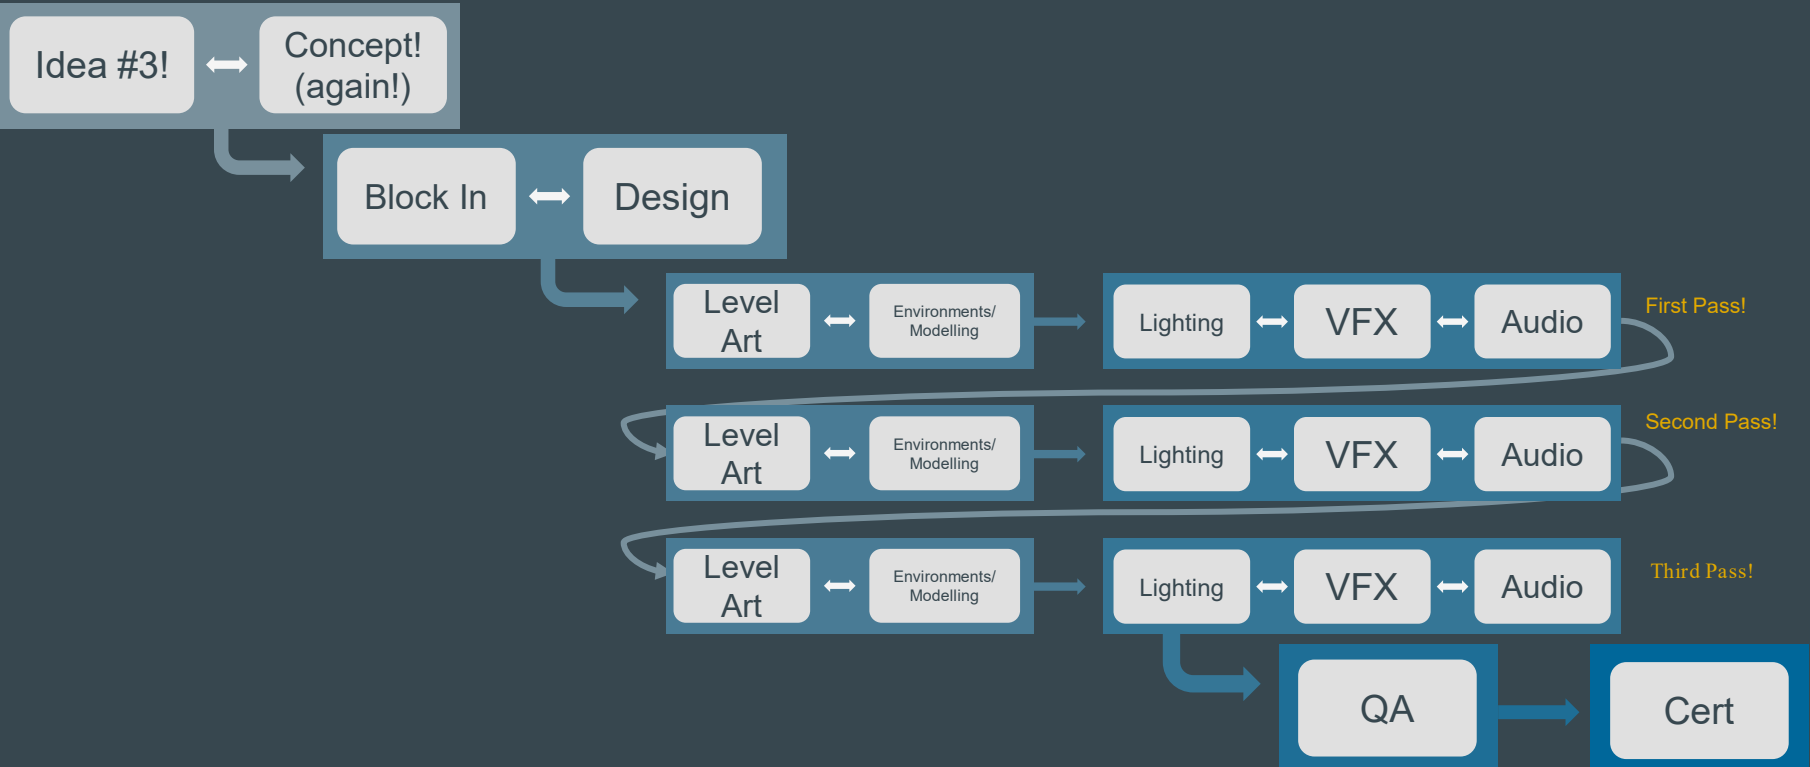 Idea #3!
Concept!
(again!)
Block In
Design
Level
Art
Environments/
Modelling
Lighting
VFX
Audio
First Pass!
Level
Art
Environments/
Modelling
Lighting
VFX
Audio
Second Pass!
Level
Art
Environments/
Modelling
Lighting
VFX
Audio
Third Pass!
QA
Cert